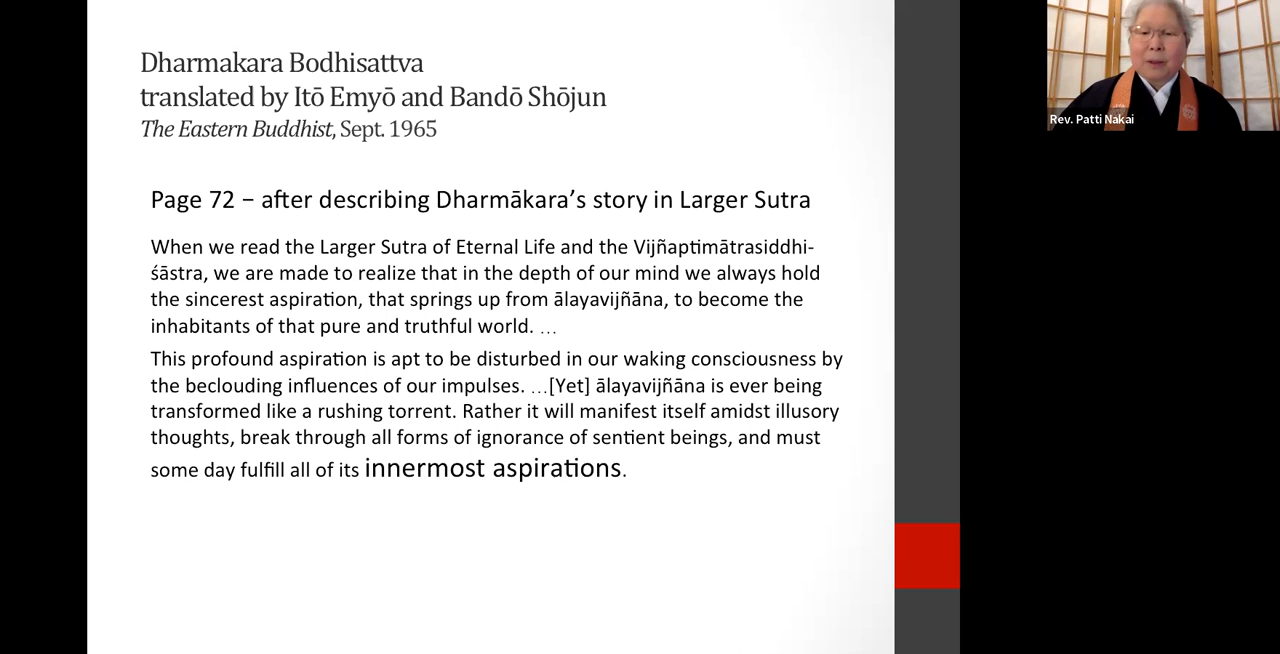 Dharmakara Bodhisattva
translated by Itō Emyō and Bandō Shōjun
The Eastern Buddhist, Sept. 1965
Page 72 – after describing Dharmākara’s story in Larger Sutra
When we read the Larger Sutra of Eternal Life and the Vijñaptimātrasiddhi-
śāstra, we are made to realize that in the depth of our mind we always hold
the sincerest aspiration, that springs up from ālayavijñāna, to become the
inhabitants of that pure and truthful world. …
This profound aspiration is apt to be disturbed in our waking consciousness by
the beclouding influences of our impulses. …[Yet] ālayavijñāna is ever being
transformed like a rushing torrent. Rather it will manifest itself amidst illusory
thoughts, break through all forms of ignorance of sentient beings, and must
some day fulfill all of its innermost aspirations.
Rev. Patti Nakai